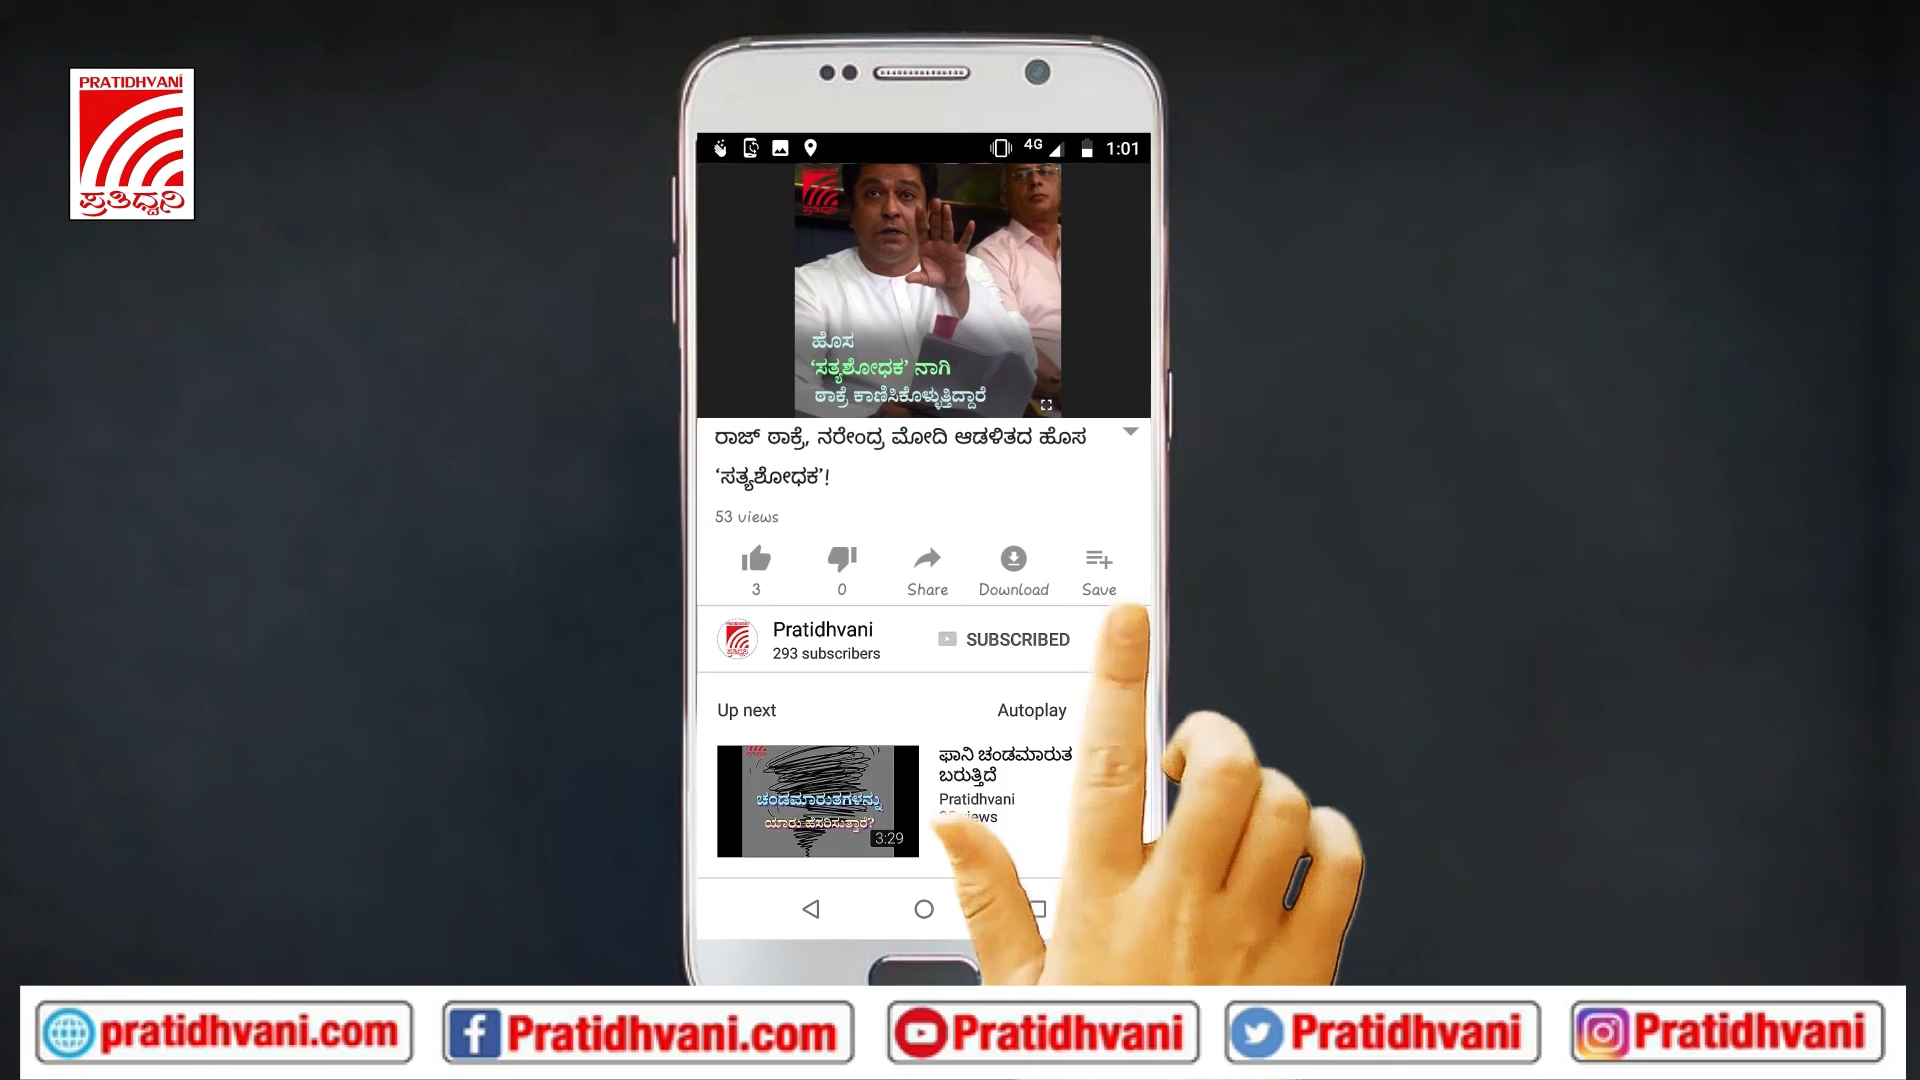 PRATIDHVANI
ಪ್ರತಿಧ್ವನಿ
4G 1:01
ಪ್ರತಿಧ್ವನಿ
ಹೊಸ
‘ಸತ್ಯಶೋಧಕ’ ನಾಗಿ
ಠಾಕ್ರೆ ಕಾಣಿಸಿಕೊಳ್ಳುತ್ತಿದ್ದಾರೆ
ರಾಜ್ ಠಾಕ್ರೆ, ನರೇಂದ್ರ ಮೋದಿ ಆಡಳಿತದ ಹೊಸ
‘ಸತ್ಯಶೋಧಕ’!
53 views
3 0 Share Download Save
Pratidhvani
293 subscribers
SUBSCRIBED
Up next Autoplay
ಚಂಡಮಾರುತಗಳನ್ನು
ಯಾರು ಹೆಸರಿಸುತ್ತಾರೆ?
3:29
ಫಾನಿ ಚಂಡಮಾರುತ
ಬರುತ್ತಿದೆ
Pratidhvani
pratidhvani.com Pratidhvani.com Pratidhvani Pratidhvani Pratidhvani